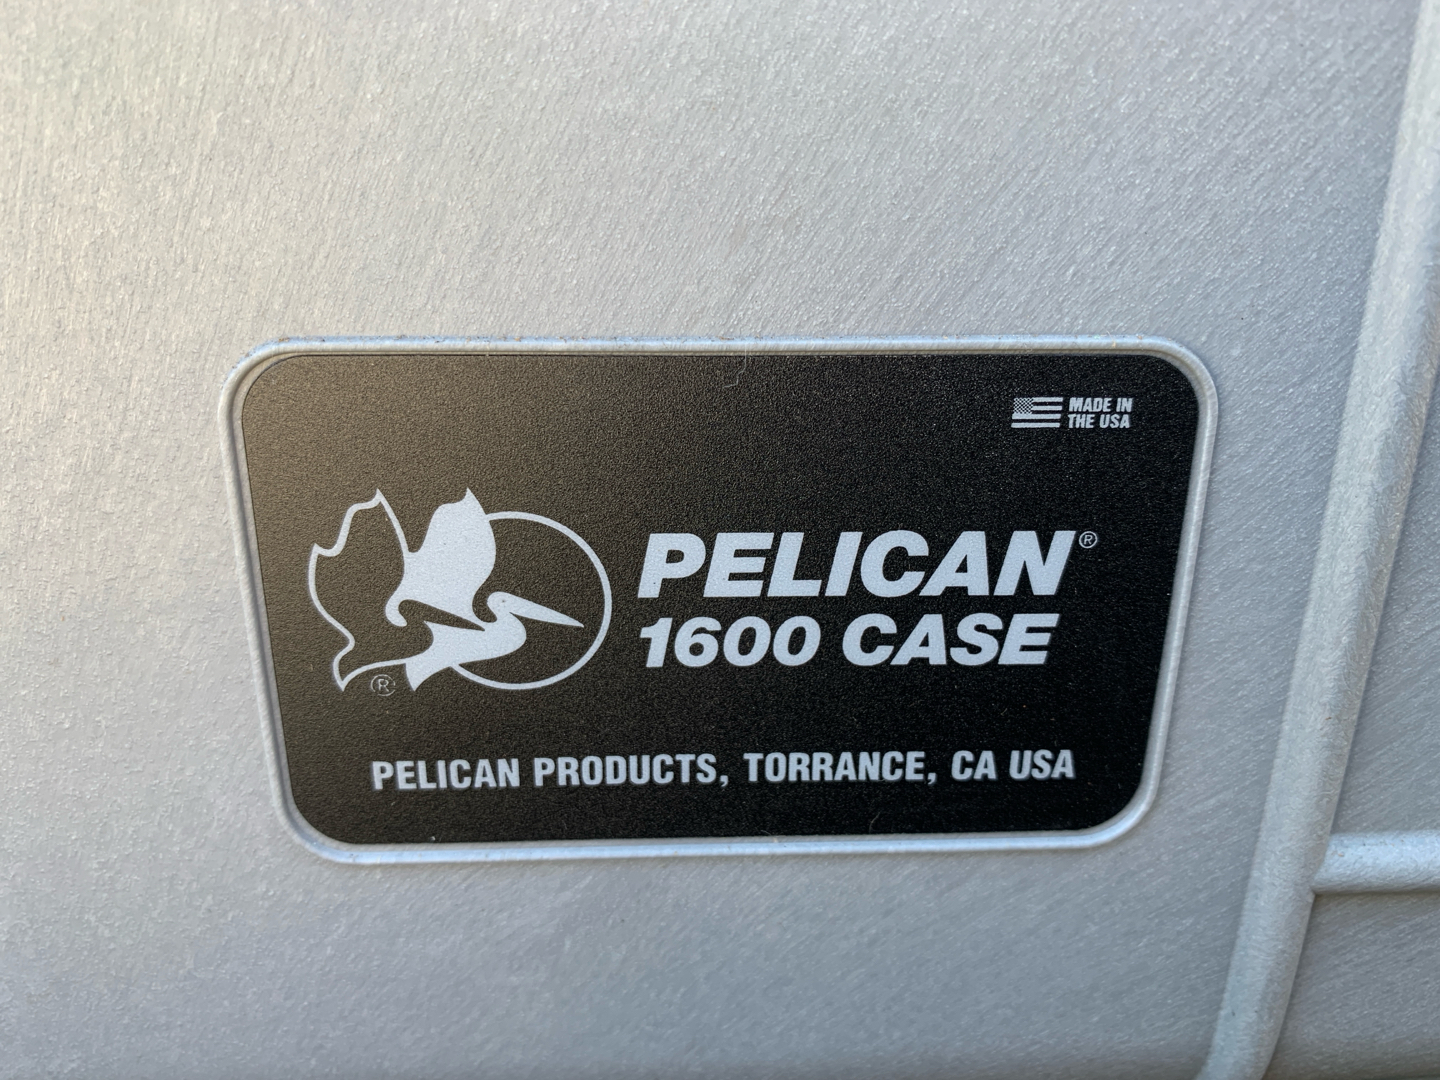 MADE IN
THE USA
PELICAN®
1600 CASE
®
PELICAN PRODUCTS, TORRANCE, CA USA